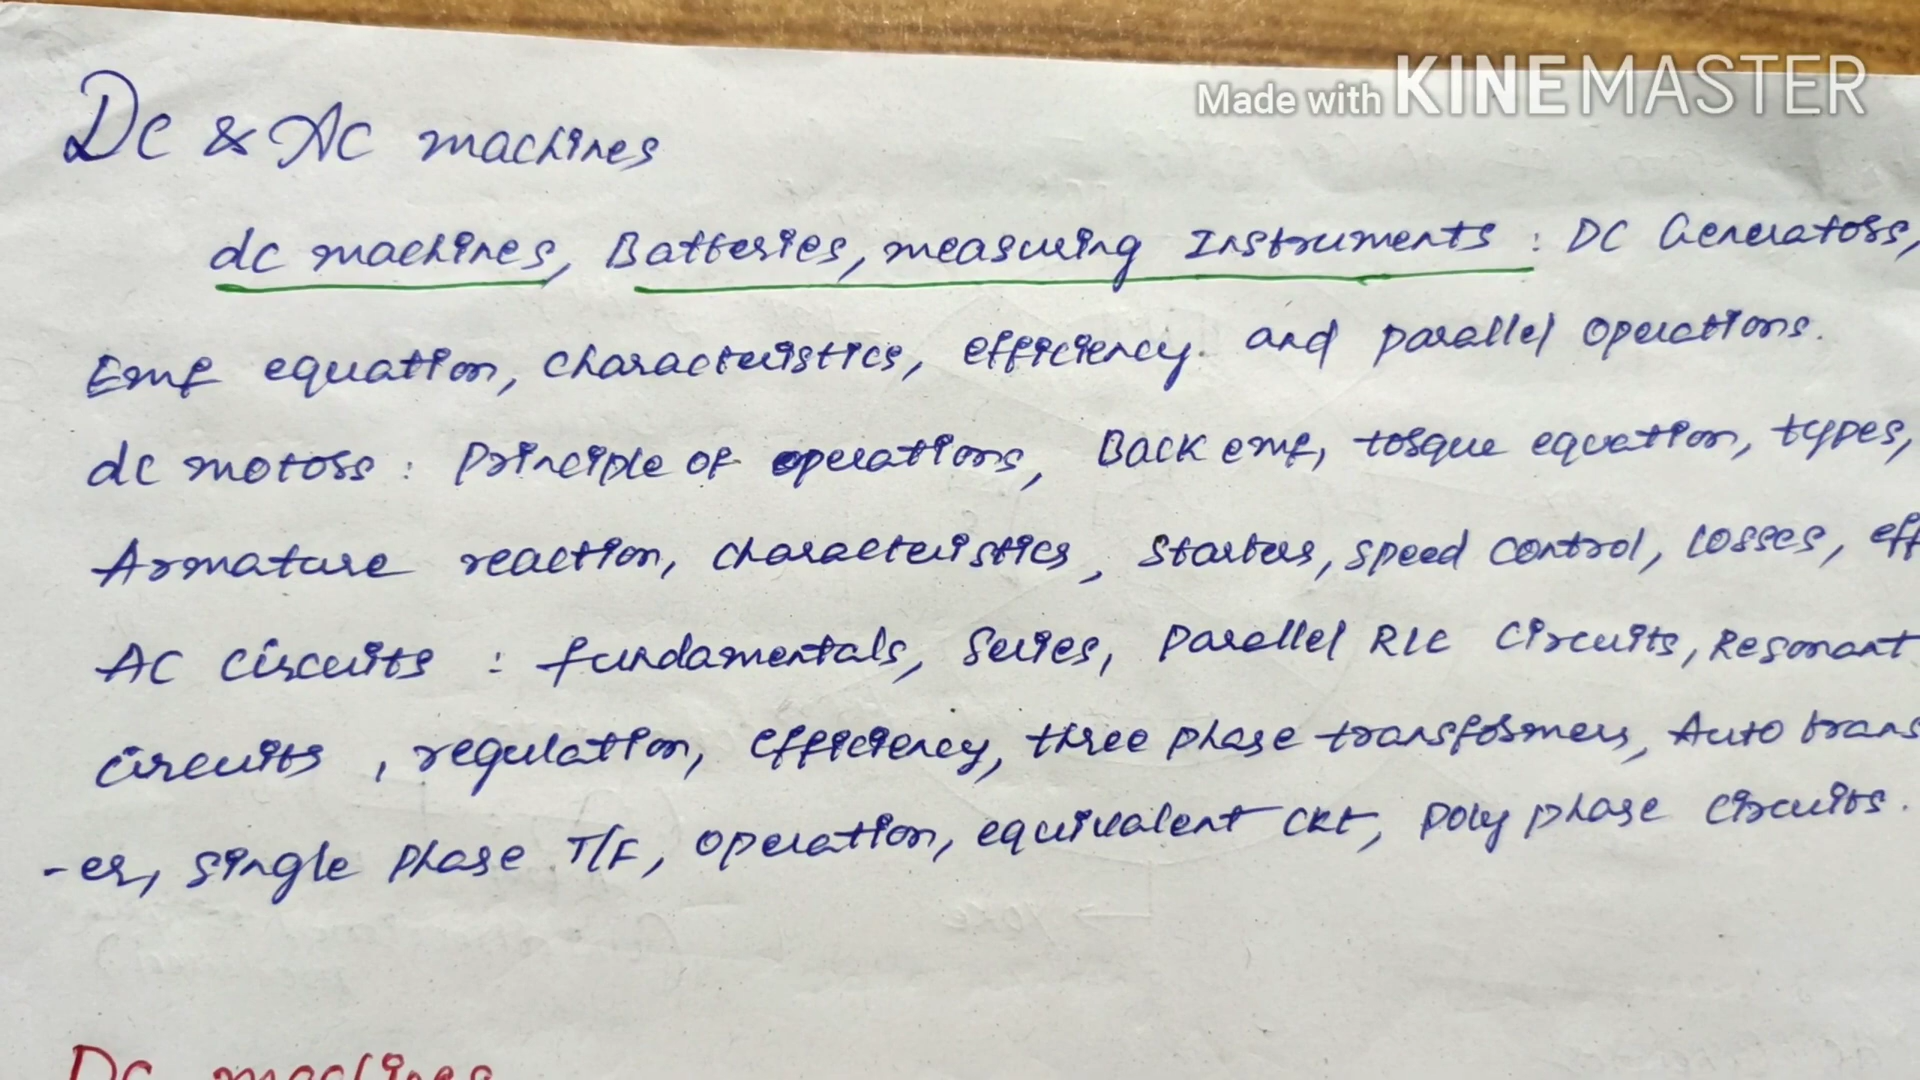 Made with KINEMASTER
DC & AC machines
dc machines, Batteries, measuring Instruments : DC Generators,
Emf equation, characteristics, efficiency and parallel operations.
dc motors : Principle of operations, Back emf, torque equation, types,
Armature reaction, characteristics, starters, speed control, losses, eff
AC circuits : fundamentals, Series, parallel RLC circuits, Resonant
circuits, regulation, efficiency, three phase transformers, Auto trans
-er, single phase T/F, operation, equivalent ckt, poly phase circuits.
DC machines